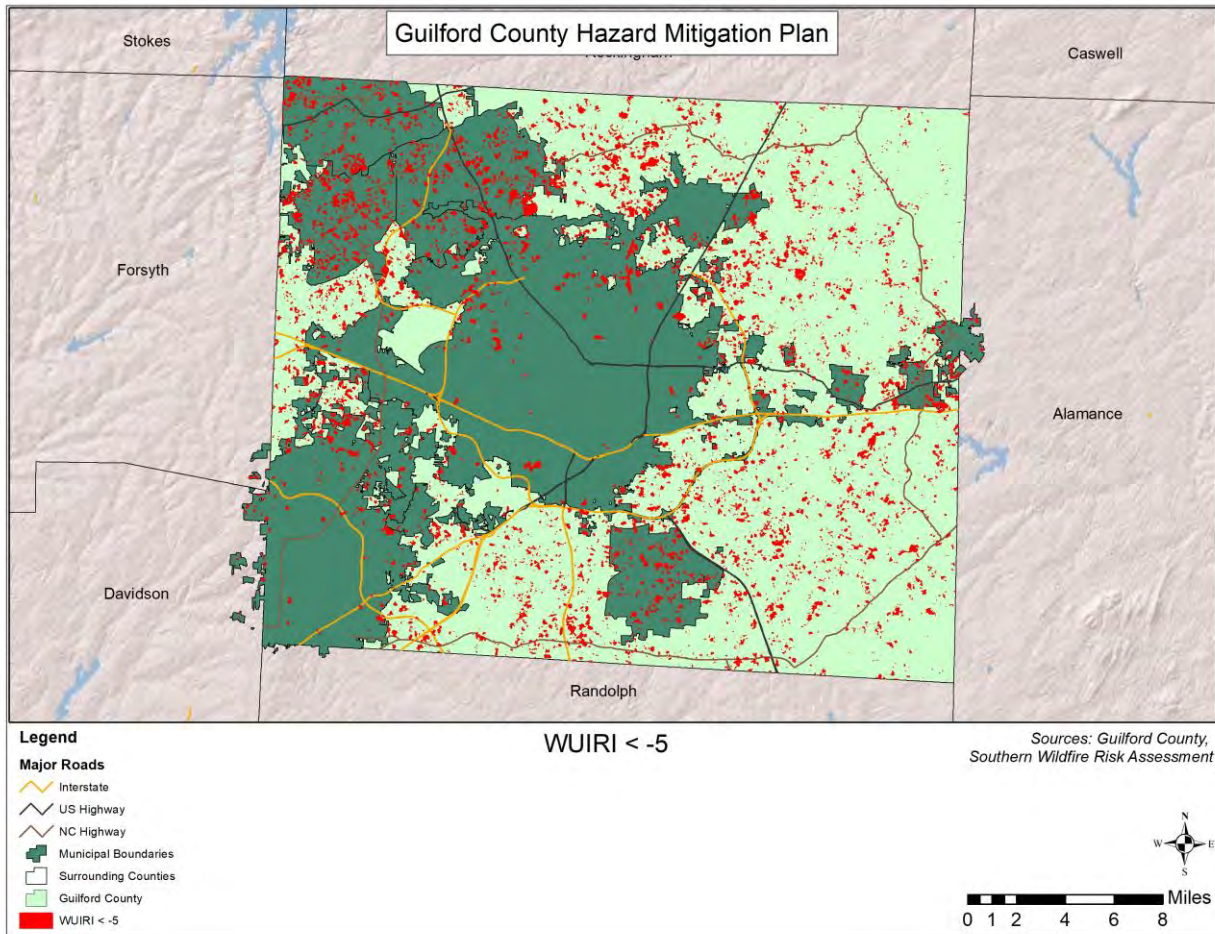 Guilford County Hazard Mitigation Plan
Stokes
Caswell
Forsyth
Alamance
Davidson
Randolph
Legend
Major Roads
Interstate
US Highway
NC Highway
Municipal Boundaries
Surrounding Counties
Guilford County
WUIRI < -5
WUIRI < -5
Sources: Guilford County,
Southern Wildfire Risk Assessment
N
W E
S
Miles
0 1 2 4 6 8